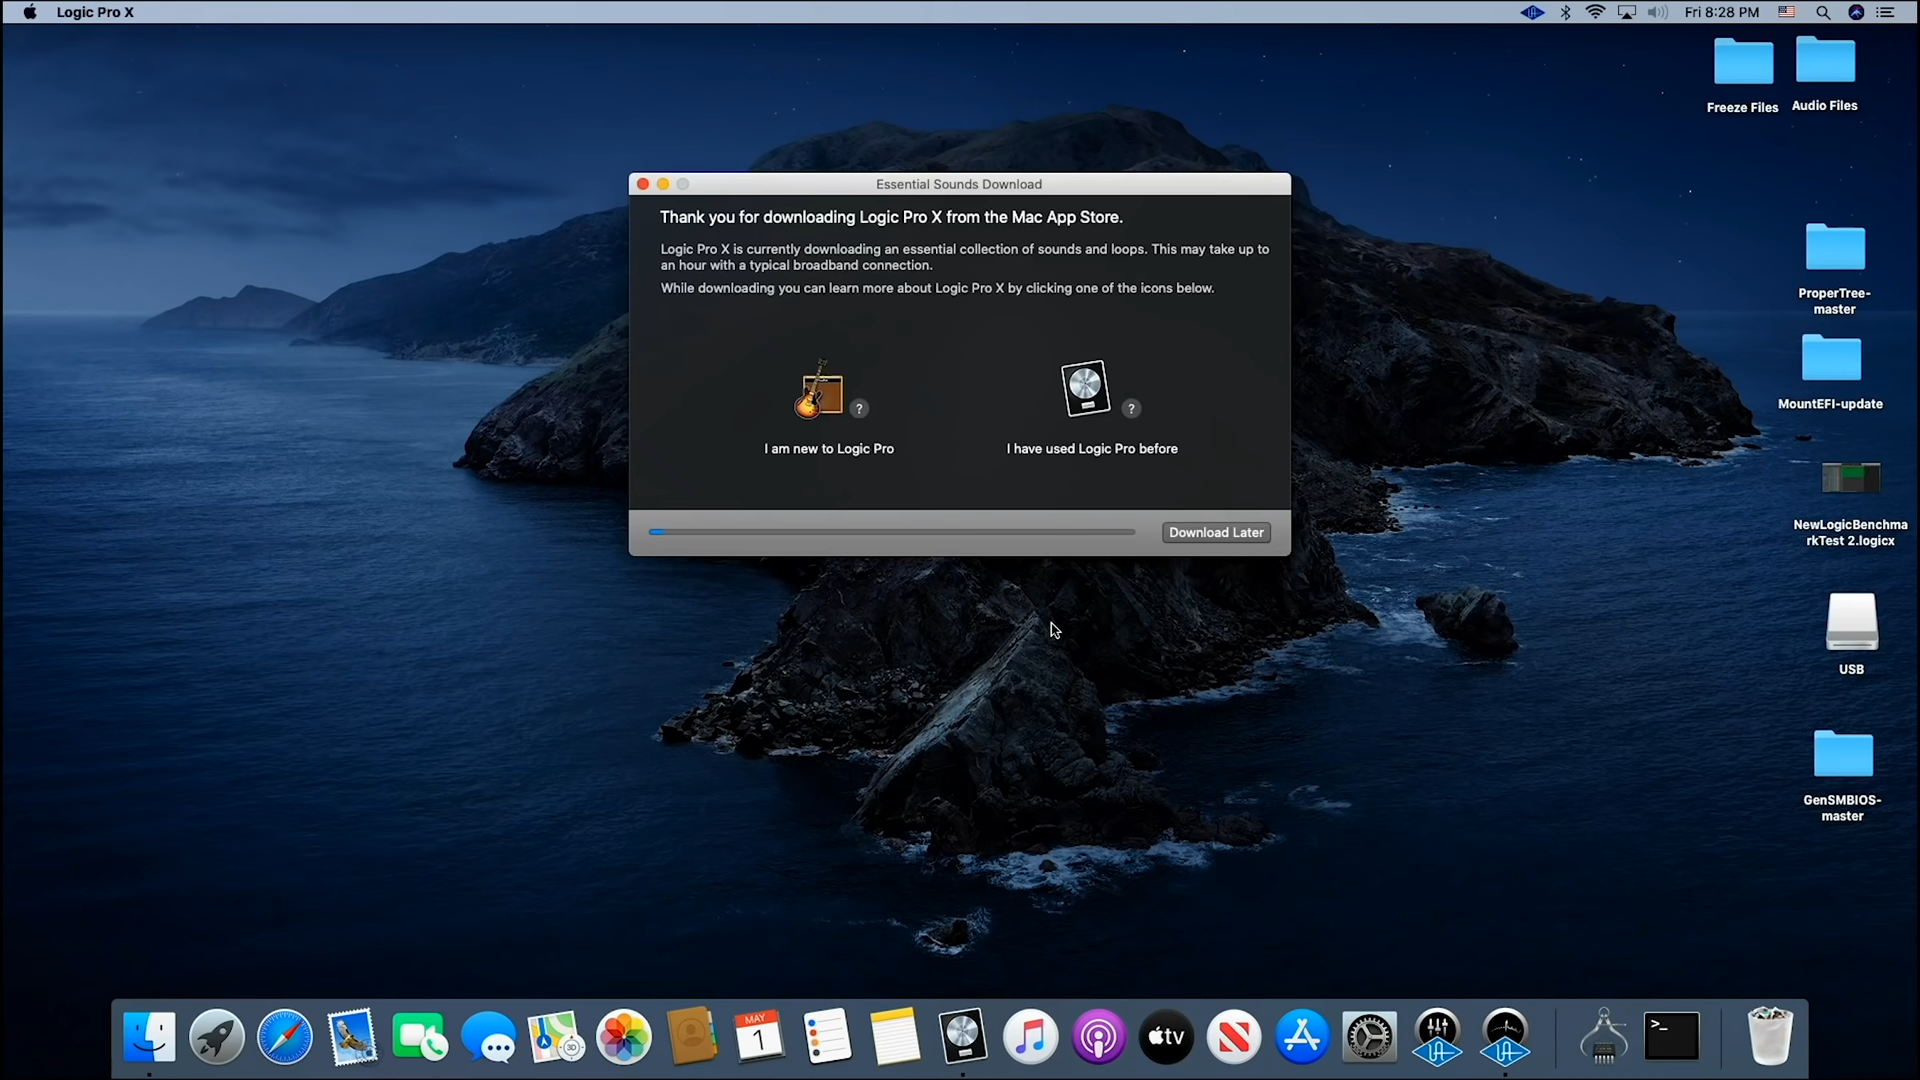 Logic Pro X
Fri 8:28 PM
Freeze Files
Audio Files
Essential Sounds Download
Thank you for downloading Logic Pro X from the Mac App Store.
Logic Pro X is currently downloading an essential collection of sounds and loops. This may take up to
an hour with a typical broadband connection.
While downloading you can learn more about Logic Pro X by clicking one of the icons below.
?
?
I am new to Logic Pro
I have used Logic Pro before
Download Later
ProperTree-
master
MountEFI-update
NewLogicBenchma
rkTest 2.logicx
USB
GenSMBIOS-
master
MAY
1
tv
>_